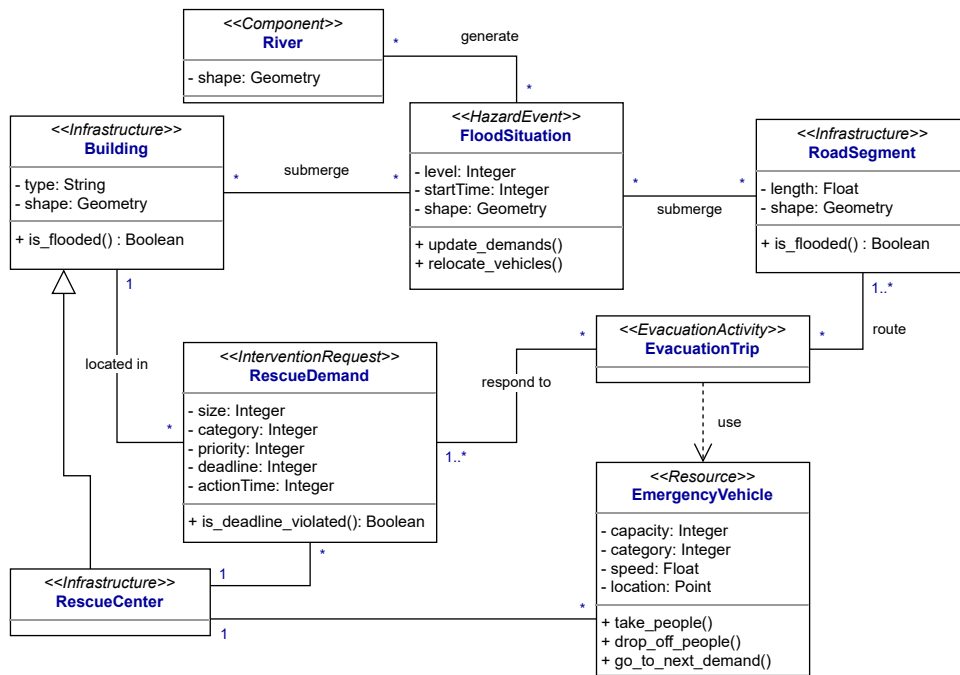 <<Component>>
River
- shape: Geometry
*
generate
*
<<Infrastructure>>
Building
- type: String
- shape: Geometry
+ is_flooded() : Boolean
*
submerge
*
<<HazardEvent>>
FloodSituation
- level: Integer
- startTime: Integer
- shape: Geometry
+ update_demands()
+ relocate_vehicles()
*
submerge
*
<<Infrastructure>>
RoadSegment
- length: Float
- shape: Geometry
+ is_flooded() : Boolean
1
located in
*
<<InterventionRequest>>
RescueDemand
- size: Integer
- category: Integer
- priority: Integer
- deadline: Integer
- actionTime: Integer
+ is_deadline_violated(): Boolean
*
respond to
1..*
<<EvacuationActivity>>
EvacuationTrip
1..*
route
*
use
<<Resource>>
EmergencyVehicle
- capacity: Integer
- category: Integer
- speed: Float
- location: Point
+ take_people()
+ drop_off_people()
+ go_to_next_demand()
<<Infrastructure>>
RescueCenter
1
*
1
*